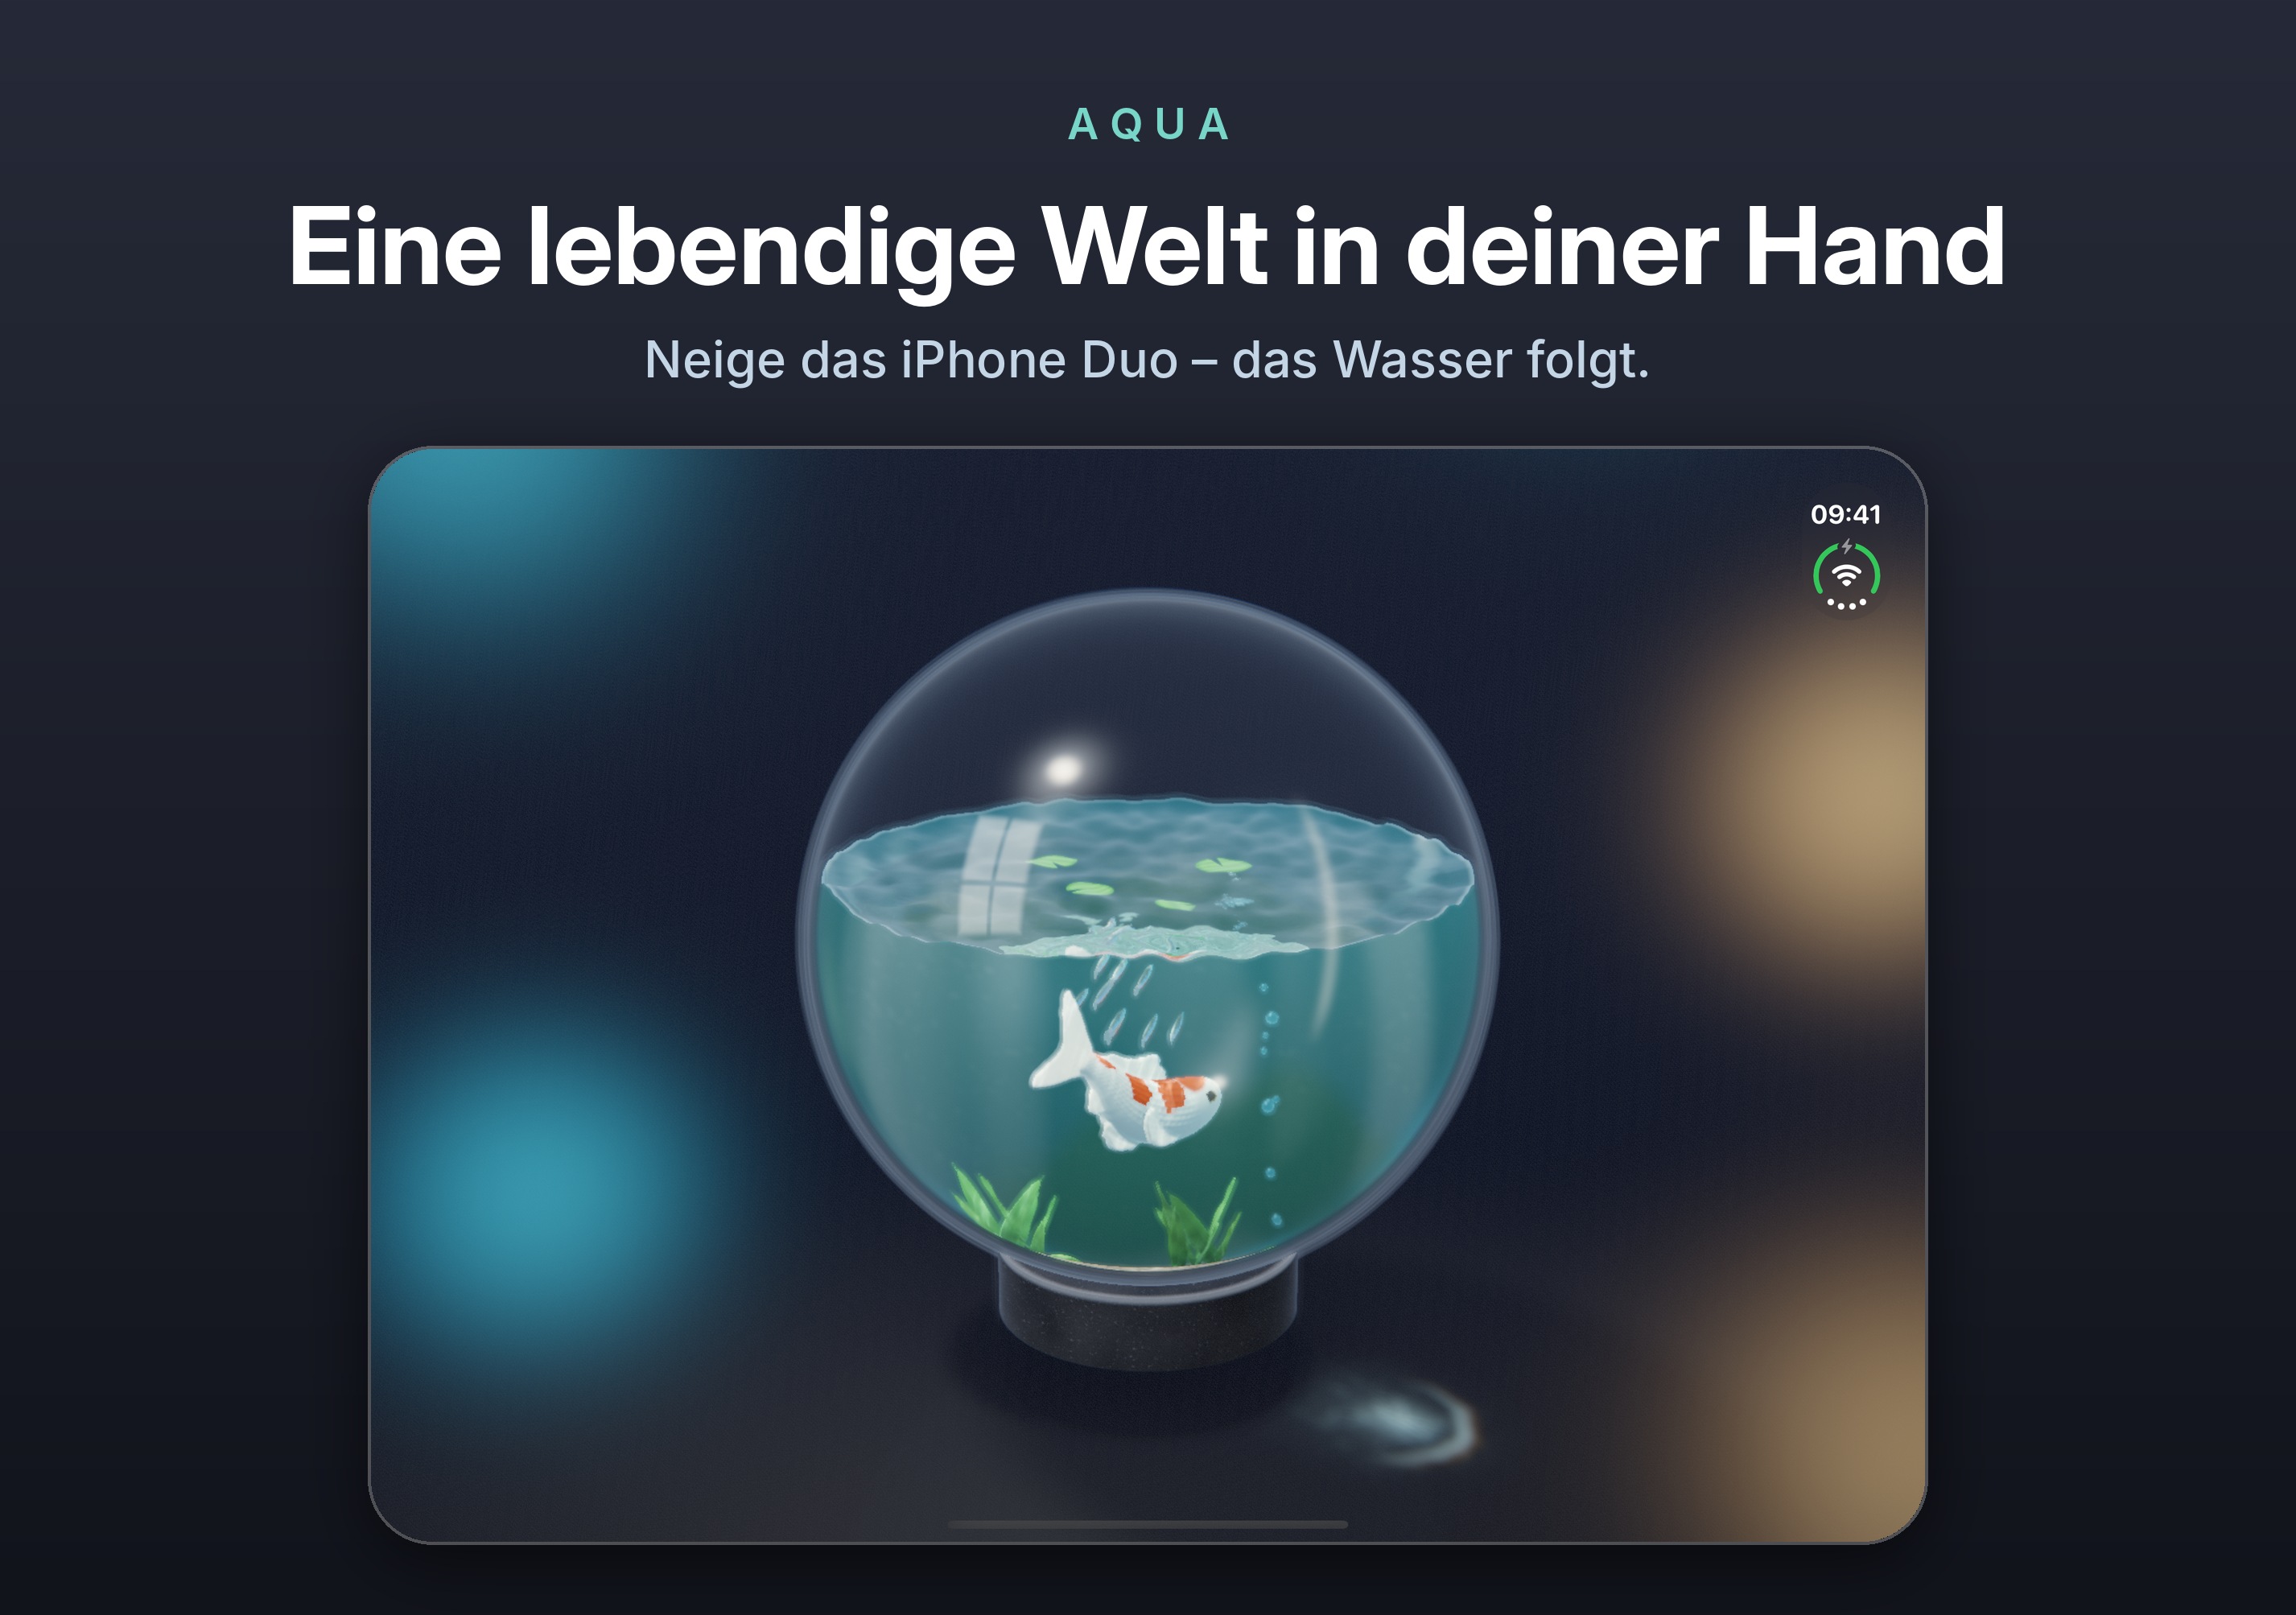 AQUA
Eine lebendige Welt in deiner Hand
Neige das iPhone Duo – das Wasser folgt.
09:41